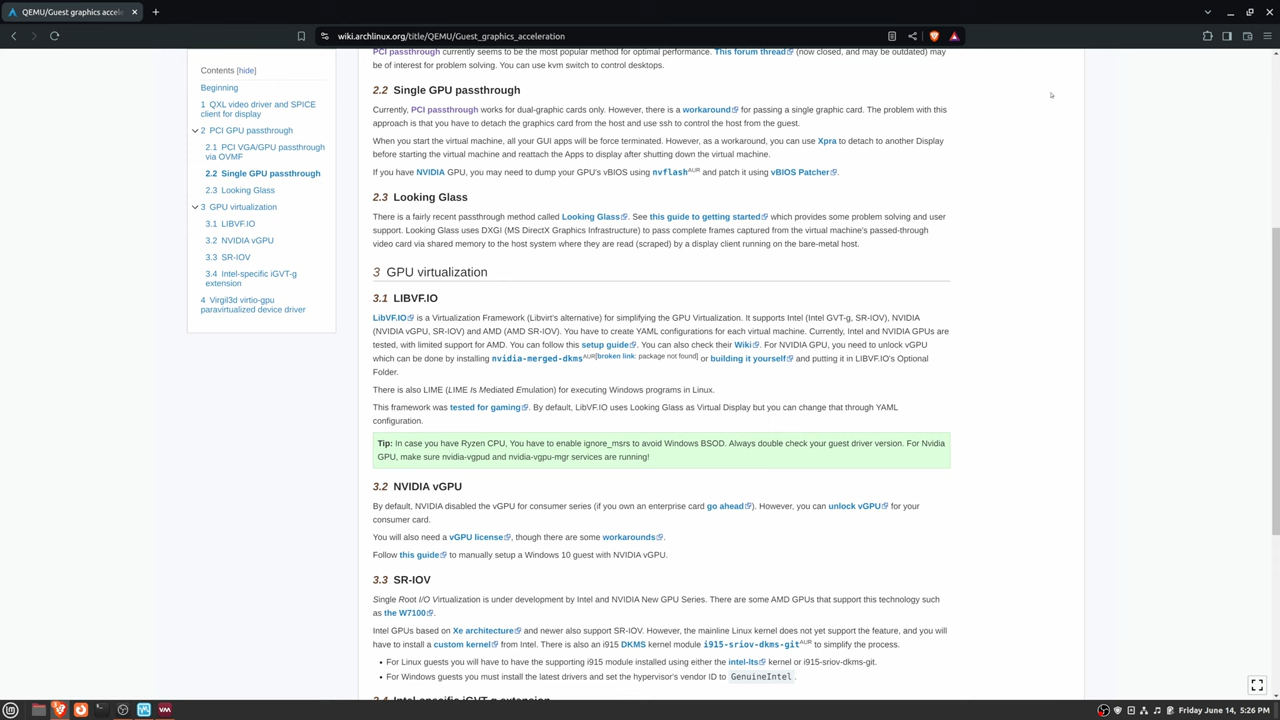 QEMU/Guest graphics acce
wiki.archlinux.org/title/QEMU/Guest_graphics_acceleration
Contents [hide]
Beginning
1 QXL video driver and SPICE
client for display
2 PCI GPU passthrough
2.1 PCI VGA/GPU passthrough
via OVMF
2.2 Single GPU passthrough
2.3 Looking Glass
3 GPU virtualization
3.1 LIBVF.IO
3.2 NVIDIA vGPU
3.3 SR-IOV
3.4 Intel-specific iGVT-g
extension
4 Virgil3d virtio-gpu
paravirtualized device driver
PCI passthrough currently seems to be the most popular method for optimal performance. This forum thread (now closed, and may be outdated) may
be of interest for problem solving. You can use kvm switch to control desktops.
2.2 Single GPU passthrough
Currently, PCI passthrough works for dual-graphic cards only. However, there is a workaround for passing a single graphic card. The problem with this
approach is that you have to detach the graphics card from the host and use ssh to control the host from the guest.
When you start the virtual machine, all your GUI apps will be force terminated. However, as a workaround, you can use Xpra to detach to another Display
before starting the virtual machine and reattach the Apps to display after shutting down the virtual machine.
If you have NVIDIA GPU, you may need to dump your GPU's vBIOS using nvflashAUR and patch it using vBIOS Patcher.
2.3 Looking Glass
There is a fairly recent passthrough method called Looking Glass. See this guide to getting started which provides some problem solving and user
support. Looking Glass uses DXGI (MS DirectX Graphics Infrastructure) to pass complete frames captured from the virtual machine's passed-through
video card via shared memory to the host system where they are read (scraped) by a display client running on the bare-metal host.
3 GPU virtualization
3.1 LIBVF.IO
LibVF.IO is a Virtualization Framework (Libvirt's alternative) for simplifying the GPU Virtualization. It supports Intel (Intel GVT-g, SR-IOV), NVIDIA
(NVIDIA vGPU, SR-IOV) and AMD (AMD SR-IOV). You have to create YAML configurations for each virtual machine. Currently, Intel and NVIDIA GPUs are
tested, with limited support for AMD. You can follow this setup guide. You can also check their Wiki. For NVIDIA GPU, you need to unlock vGPU
which can be done by installing nvidia-merged-dkmsAUR[broken link: package not found] or building it yourself and putting it in LIBVF.IO's Optional
Folder.
There is also LIME (LIME Is Mediated Emulation) for executing Windows programs in Linux.
This framework was tested for gaming. By default, LibVF.IO uses Looking Glass as Virtual Display but you can change that through YAML
configuration.
Tip: In case you have Ryzen CPU, You have to enable ignore_msrs to avoid Windows BSOD. Always double check your guest driver version. For Nvidia
GPU, make sure nvidia-vgpud and nvidia-vgpu-mgr services are running!
3.2 NVIDIA vGPU
By default, NVIDIA disabled the vGPU for consumer series (if you own an enterprise card go ahead). However, you can unlock vGPU for your
consumer card.
You will also need a vGPU license, though there are some workarounds.
Follow this guide to manually setup a Windows 10 guest with NVIDIA vGPU.
3.3 SR-IOV
Single Root I/O Virtualization is under development by Intel and NVIDIA New GPU Series. There are some AMD GPUs that support this technology such
as the W7100.
Intel GPUs based on Xe architecture and newer also support SR-IOV. However, the mainline Linux kernel does not yet support the feature, and you will
have to install a custom kernel from Intel. There is also an i915 DKMS kernel module i915-sriov-dkms-gitAUR to simplify the process.
• For Linux guests you will have to have the supporting i915 module installed using either the intel-lts kernel or i915-sriov-dkms-git.
• For Windows guests you must install the latest drivers and set the hypervisor's vendor ID to GenuineIntel.
3.4 Intel-specific iGVT-g extension
Friday June 14, 5:26 PM